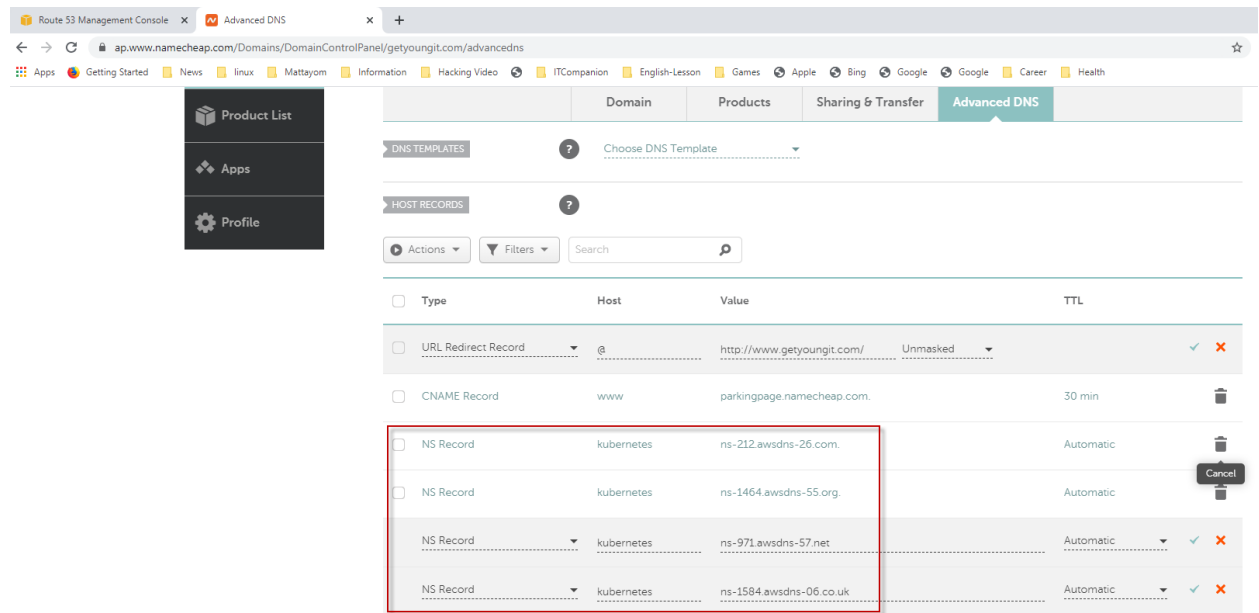 Route 53 Management Console Advanced DNS
ap.www.namecheap.com/Domains/DomainControlPanel/getyoungit.com/advancedns
Apps Getting Started News linux Mattayom Information Hacking Video ITCompanion English-Lesson Games Apple Bing Google Google Career Health
Product List
Apps
Profile
Domain Products Sharing & Transfer Advanced DNS
DNS TEMPLATES ? Choose DNS Template
HOST RECORDS ?
Actions Filters Search
Type Host Value TTL
URL Redirect Record @ http://www.getyoungit.com/ Unmasked
CNAME Record www parkingpage.namecheap.com. 30 min
NS Record kubernetes ns-212.awsdns-26.com. Automatic
Cancel
NS Record kubernetes ns-1464.awsdns-55.org. Automatic
NS Record kubernetes ns-971.awsdns-57.net Automatic
NS Record kubernetes ns-1584.awsdns-06.co.uk Automatic